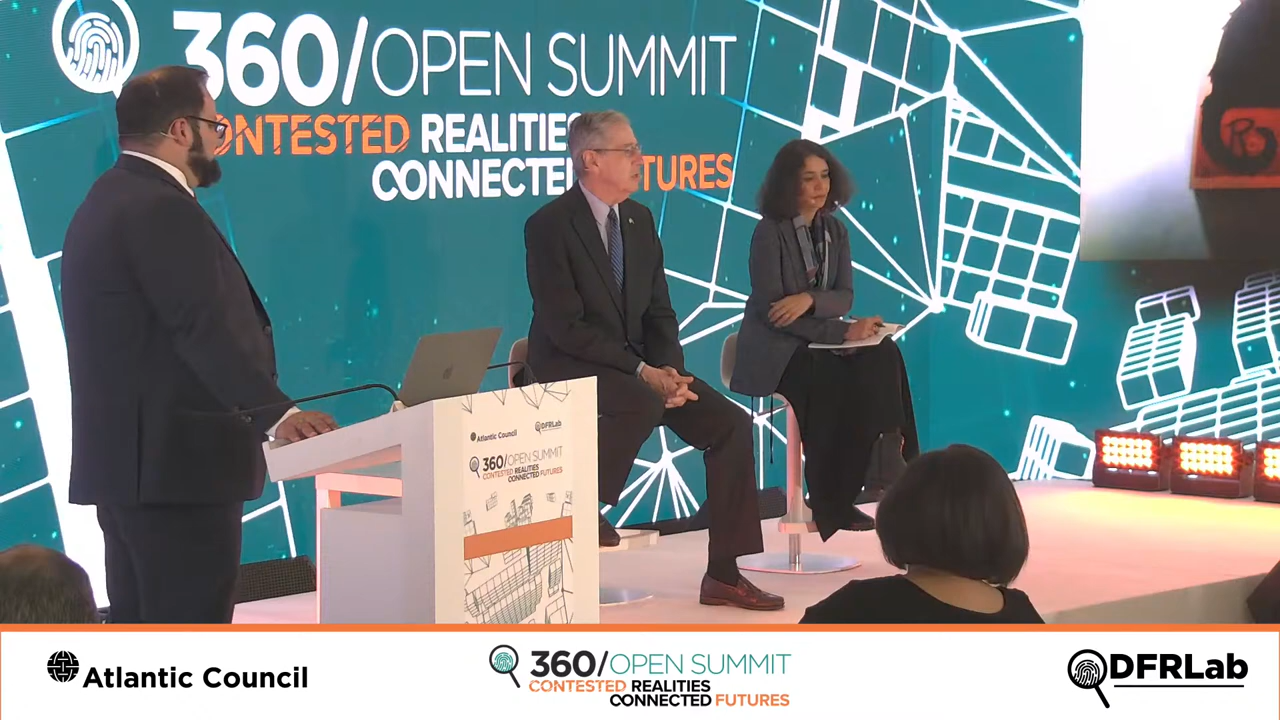 360/OPEN SUMMIT
CONTESTED REALITIES
CONNECTED FUTURES
Atlantic Council
DFRLab
360/OPEN SUMMIT
CONTESTED REALITIES
CONNECTED FUTURES
Atlantic Council
360/OPEN SUMMIT
CONTESTED REALITIES
CONNECTED FUTURES
DFRLab